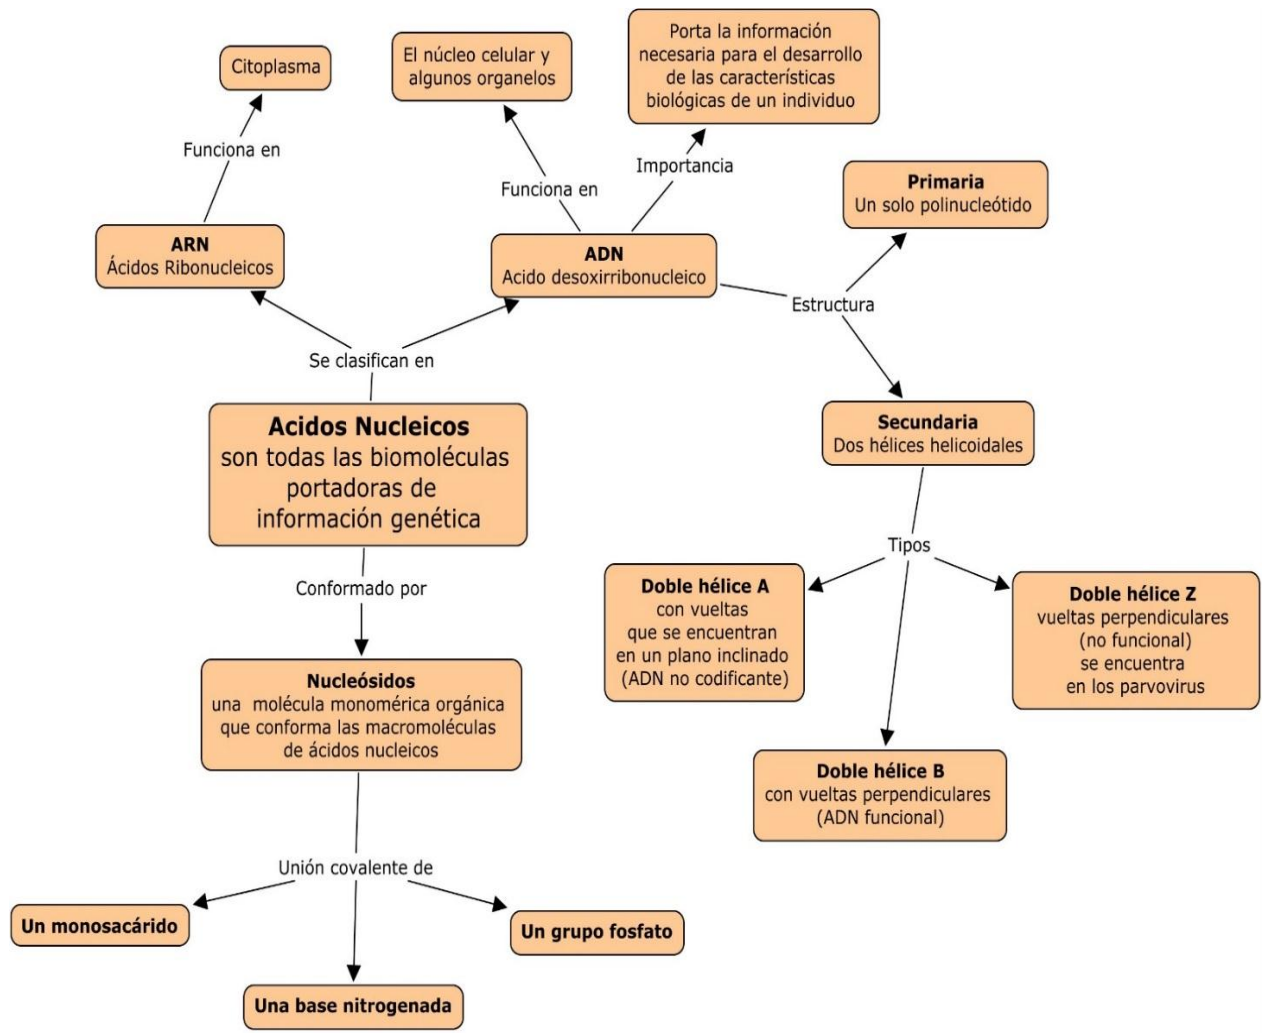 Citoplasma
El núcleo celular y
algunos organelos
Porta la información
necesaria para el desarrollo
de las características
biológicas de un individuo
Funciona en
Funciona en
Importancia
Primaria
Un solo polinucleótido
ARN
Ácidos Ribonucleicos
ADN
Acido desoxirribonucleico
Estructura
Se clasifican en
Acidos Nucleicos
son todas las biomoléculas
portadoras de
información genética
Secundaria
Dos hélices helicoidales
Tipos
Conformado por
Doble hélice A
con vueltas
que se encuentran
en un plano inclinado
(ADN no codificante)
Doble hélice Z
vueltas perpendiculares
(no funcional)
se encuentra
en los parvovirus
Nucleósidos
una molécula monomérica orgánica
que conforma las macromoléculas
de ácidos nucleicos
Doble hélice B
con vueltas perpendiculares
(ADN funcional)
Unión covalente de
Un monosacárido
Un grupo fosfato
Una base nitrogenada